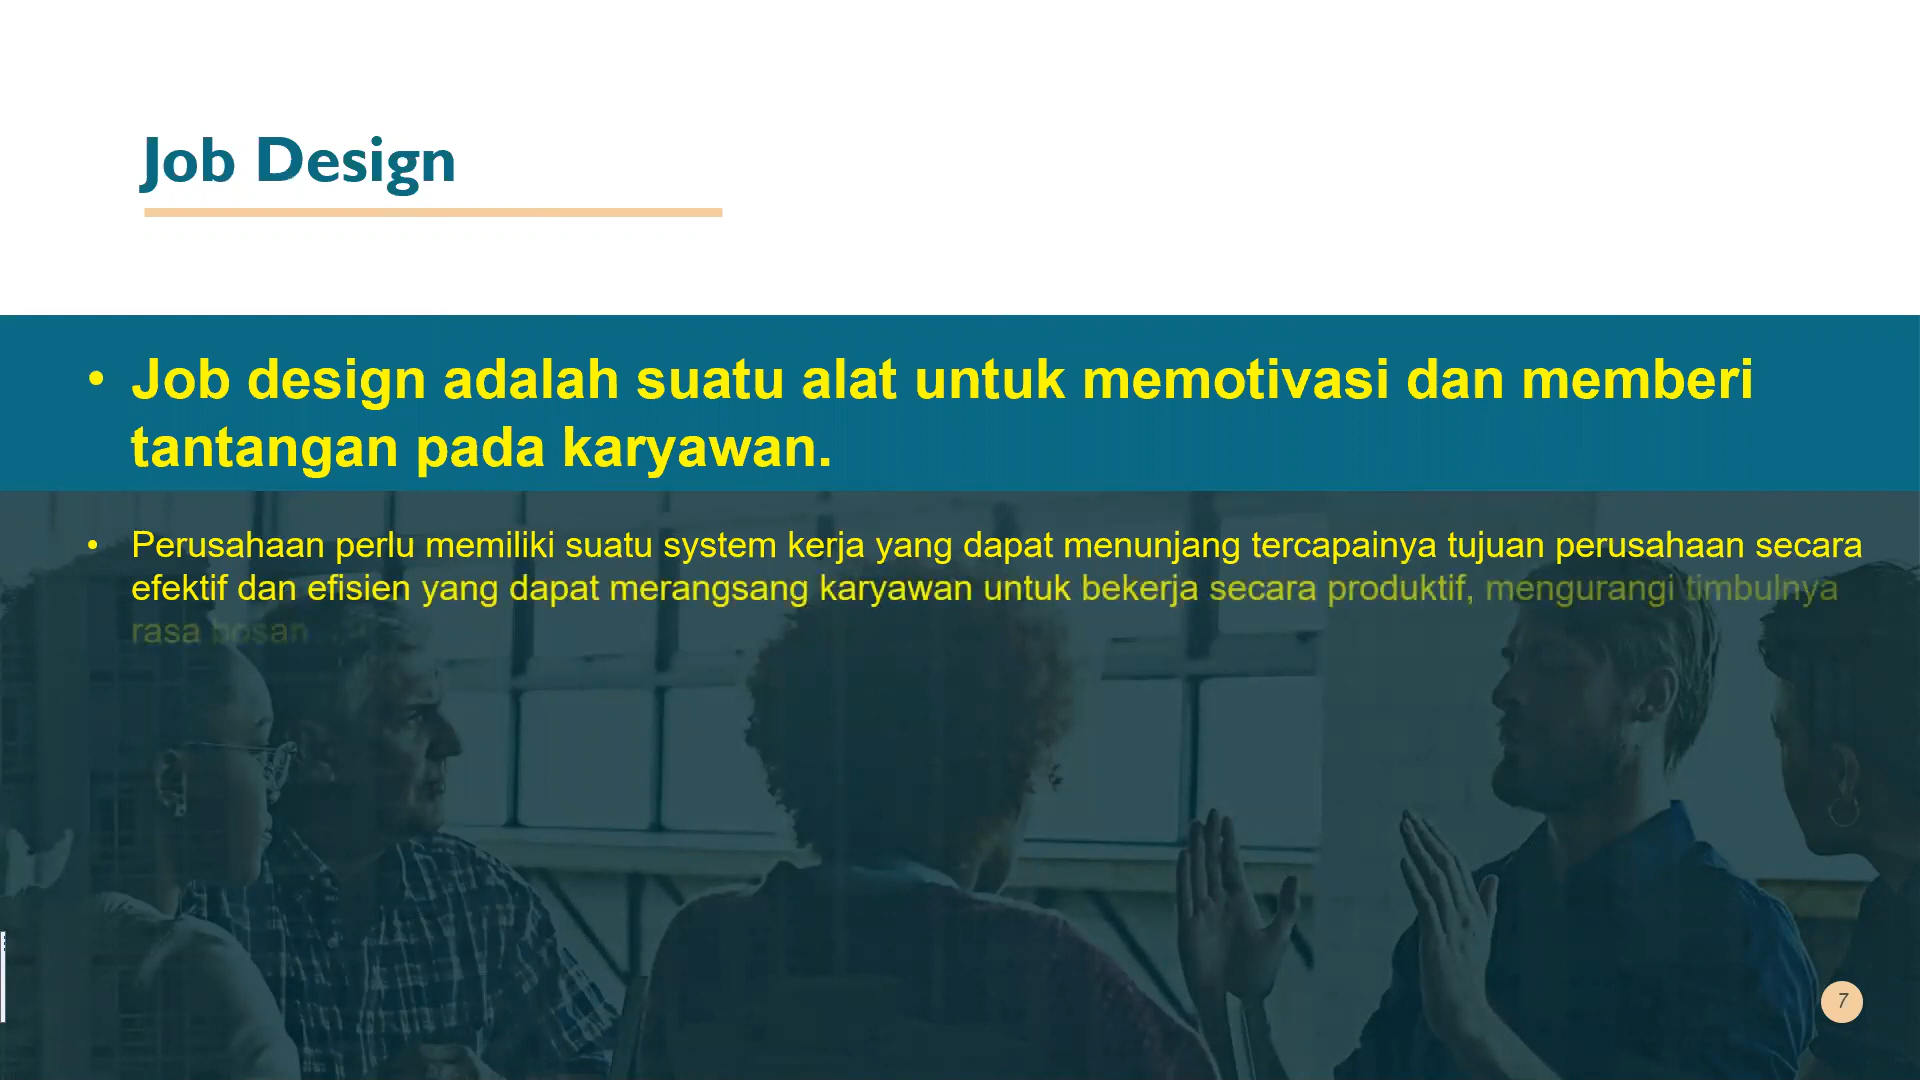 Job Design
• Job design adalah suatu alat untuk memotivasi dan memberi
tantangan pada karyawan.
• Perusahaan perlu memiliki suatu system kerja yang dapat menunjang tercapainya tujuan perusahaan secara
efektif dan efisien yang dapat merangsang karyawan untuk bekerja secara produktif, mengurangi timbulnya
rasa bosan
7